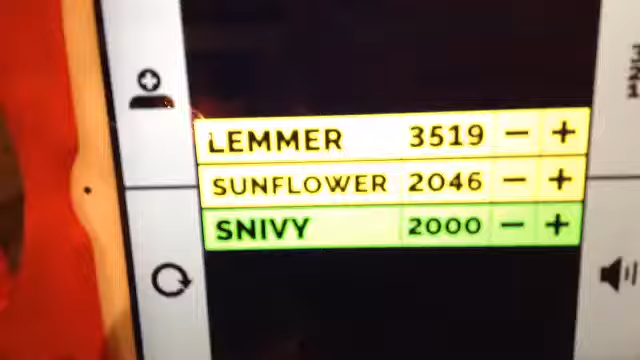 LEMMER 3519 − +
SUNFLOWER 2046 − +
SNIVY 2000 − +